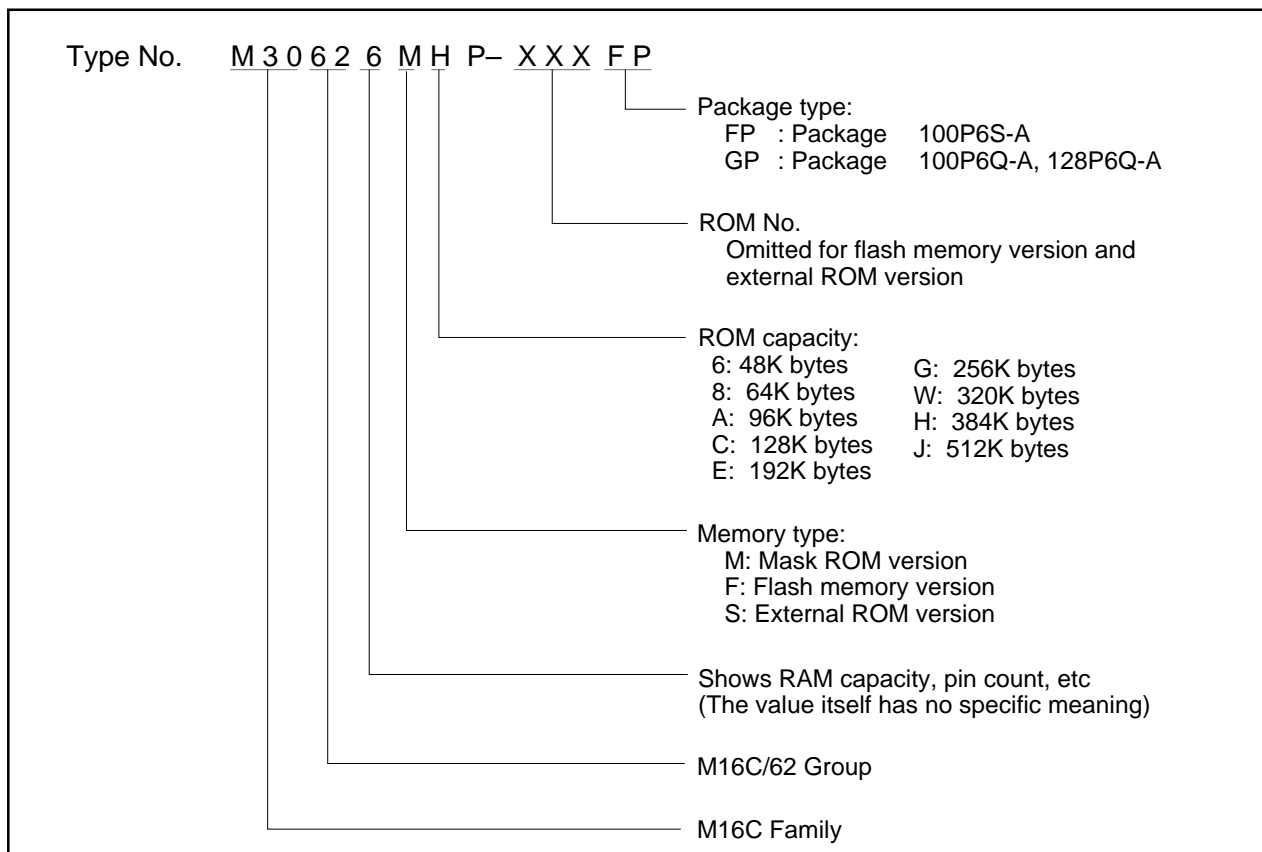 Type No. M 3 0 6 2 6 M H P– X X X F P
Package type:
FP : Package 100P6S-A
GP : Package 100P6Q-A, 128P6Q-A
ROM No.
Omitted for flash memory version and
external ROM version
ROM capacity:
6: 48K bytes
8: 64K bytes
A: 96K bytes
C: 128K bytes
E: 192K bytes
G: 256K bytes
W: 320K bytes
H: 384K bytes
J: 512K bytes
Memory type:
M: Mask ROM version
F: Flash memory version
S: External ROM version
Shows RAM capacity, pin count, etc
(The value itself has no specific meaning)
M16C/62 Group
M16C Family